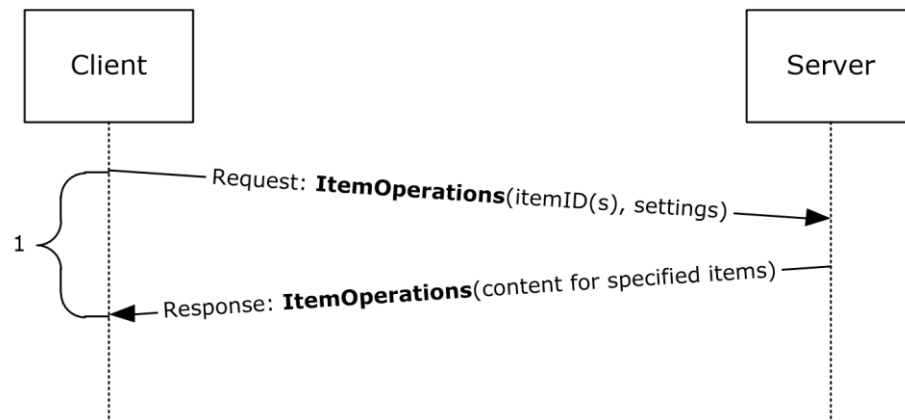 Client
Server
Request: ItemOperations(itemID(s), settings)
1
Response: ItemOperations(content for specified items)